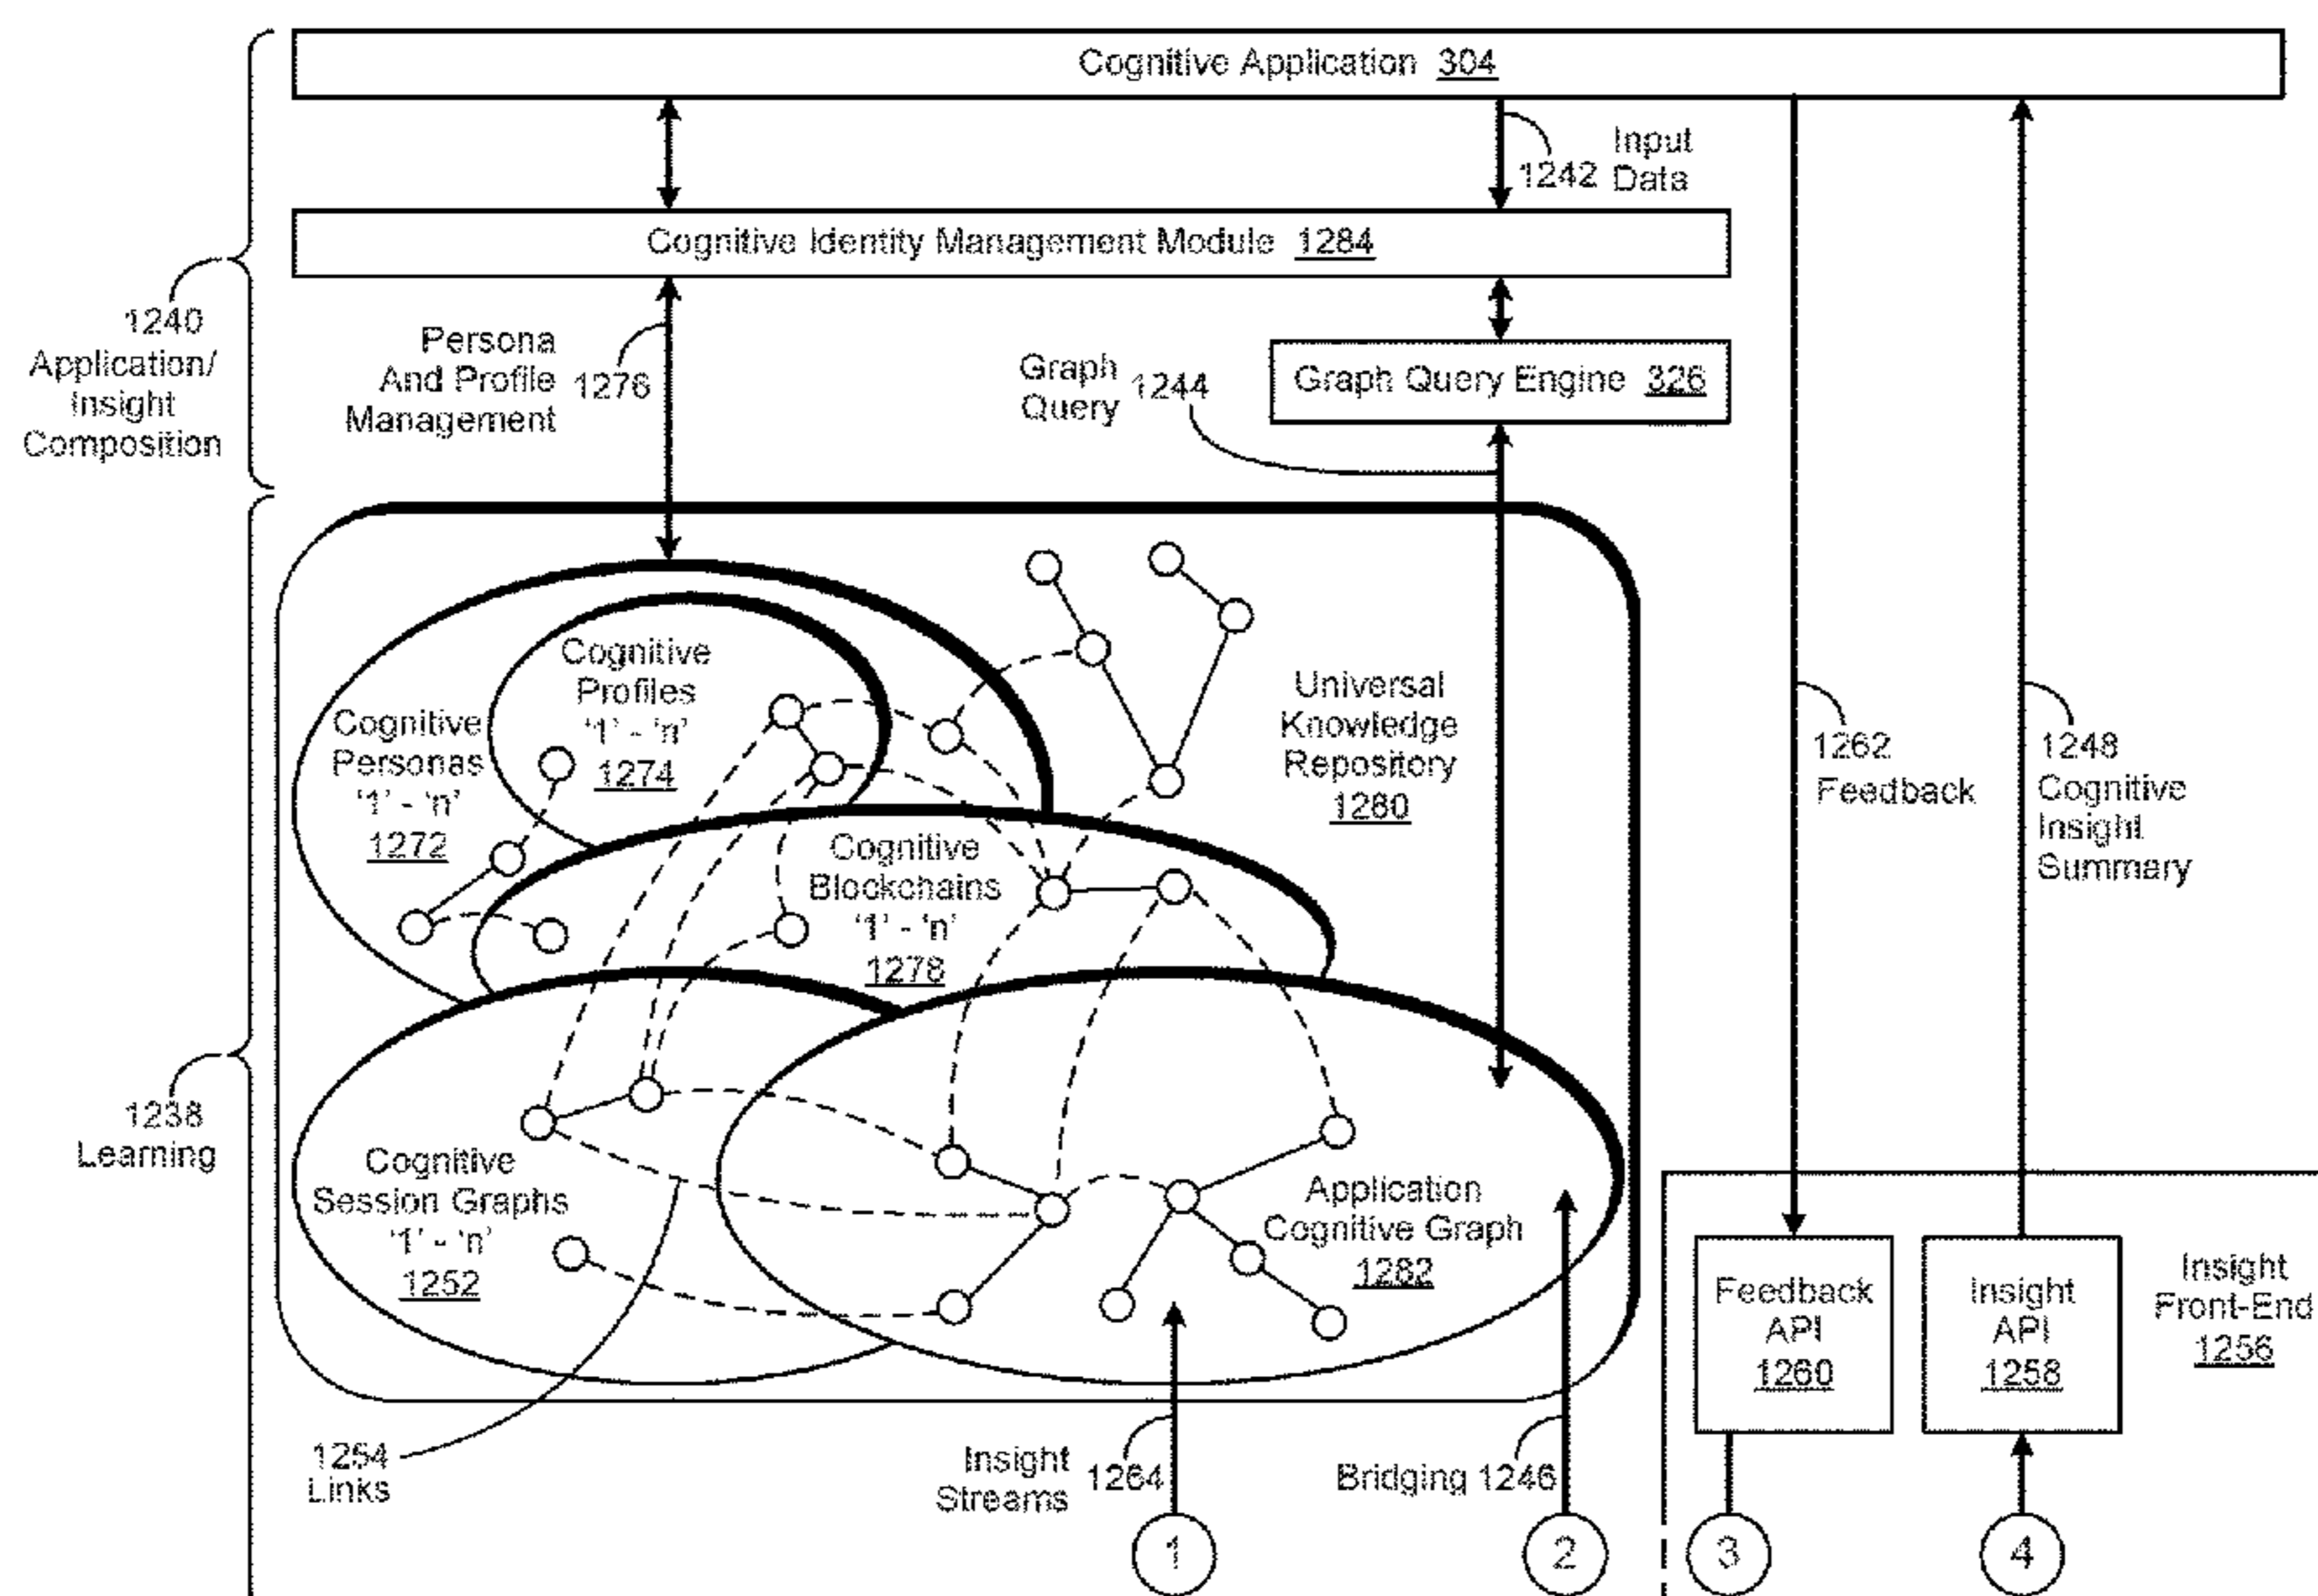 Cognitive Application 304
Input
1242 Data
Cognitive Identity Management Module 1284
1240
Application/
Insight
Composition
Persona
And Profile 1276
Management
Graph 1244
Query
Graph Query Engine 326
Cognitive
Profiles
'1' - 'n'
1274
Cognitive
Personas
'1' - 'n'
1272
Universal
Knowledge
Repository
1280
1262
Feedback
1248
Cognitive
Insight
Summary
Cognitive
Blockchains
'1' - 'n'
1278
1238
Learning
Cognitive
Session Graphs
'1' - 'n'
1252
Application
Cognitive Graph
1282
Feedback
API
1260
Insight
API
1258
Insight
Front-End
1256
1254
Links
Insight 1264
Streams
Bridging 1246
1
2
3
4